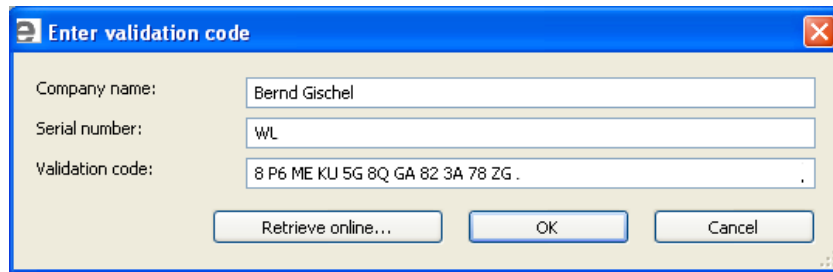 Enter validation code
Company name: Bernd Gischel
Serial number: WL
Validation code: 8 P6 ME KU 5G 8Q GA 82 3A 78 ZG .
Retrieve online... OK Cancel